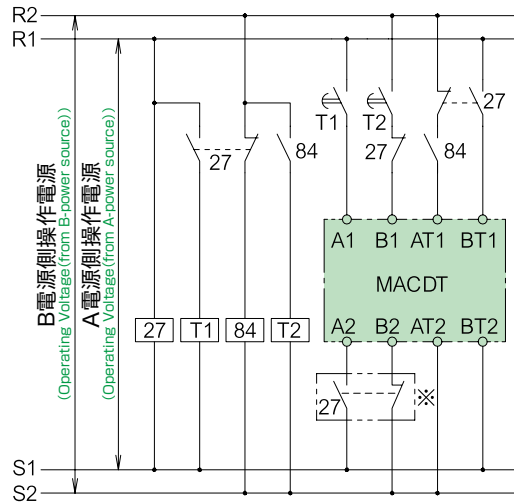 R2
R1
B電源側操作電源
(Operating Voltage(from B-power source))
A電源側操作電源
(Operating Voltage(from A-power source))
27
84
T1
T2
27
84
27
A1 B1 AT1 BT1
MACDT
A2 B2 AT2 BT2
27 T1 84 T2
27
※
S1
S2